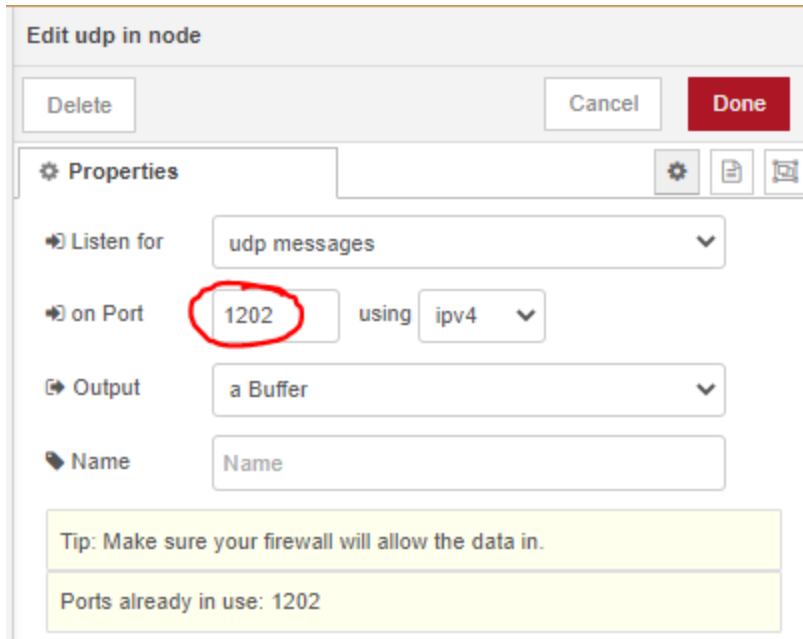 Edit udp in node
Delete Cancel Done
Properties
Listen for udp messages
on Port 1202 using ipv4
Output a Buffer
Name Name
Tip: Make sure your firewall will allow the data in.
Ports already in use: 1202